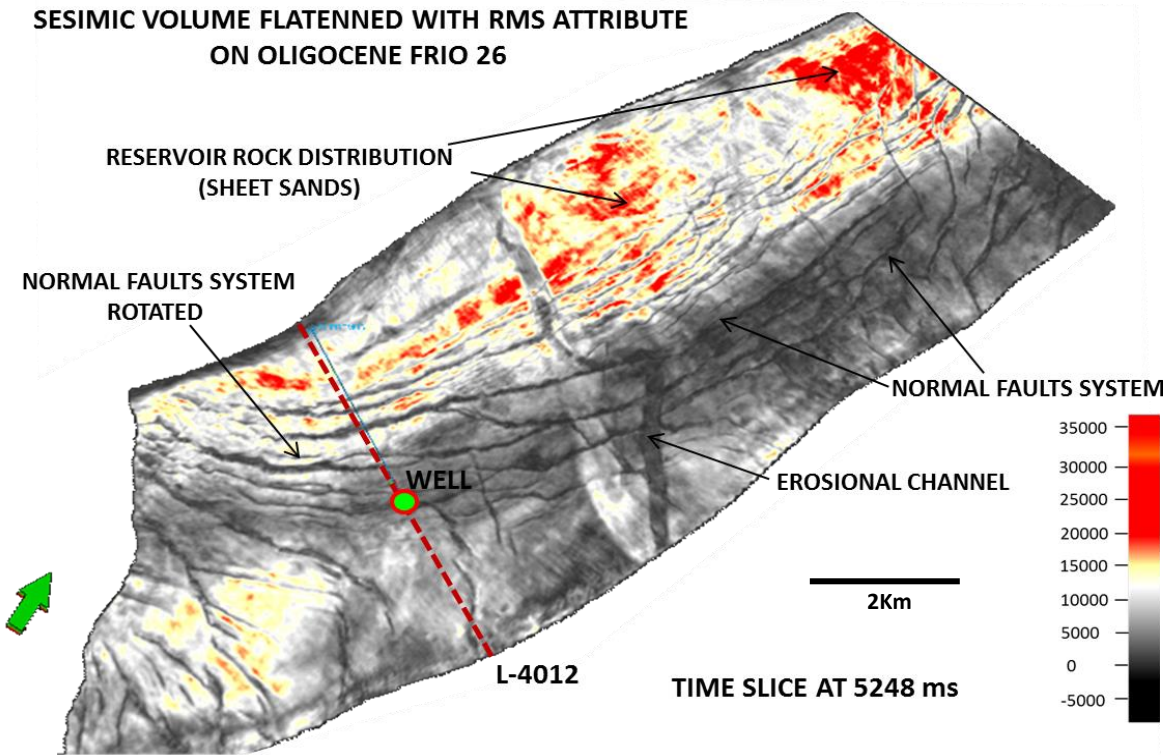 SESIMIC VOLUME FLATENNED WITH RMS ATTRIBUTE
ON OLIGOCENE FRIO 26
RESERVOIR ROCK DISTRIBUTION
(SHEET SANDS)
NORMAL FAULTS SYSTEM
ROTATED
NORMAL FAULTS SYSTEM
WELL
EROSIONAL CHANNEL
35000
30000
25000
20000
15000
10000
5000
0
-5000
2Km
L-4012
TIME SLICE AT 5248 ms